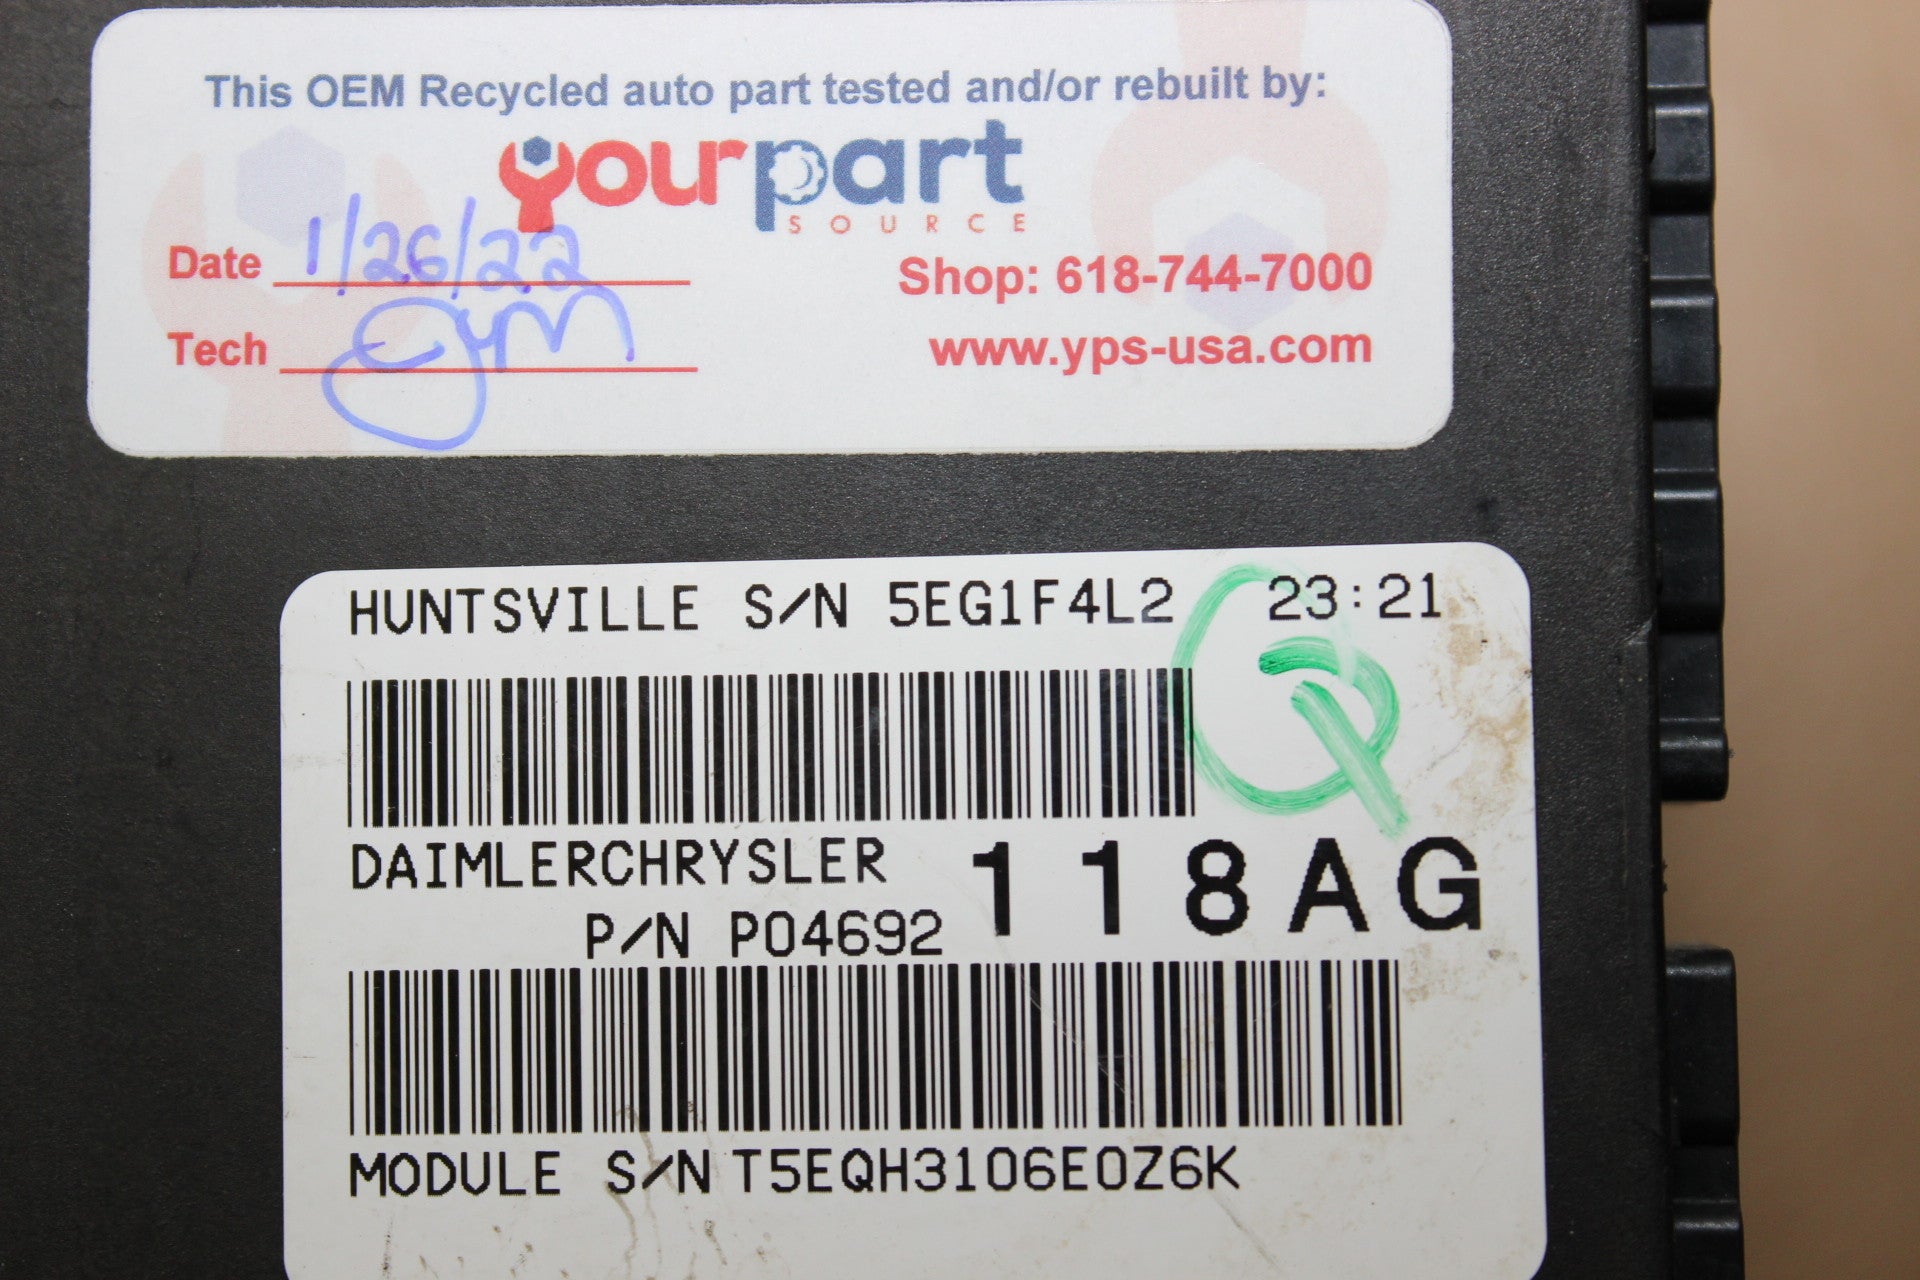 This OEM Recycled auto part tested and/or rebuilt by:
yourpart
SOURCE
Date 1/26/22
Shop: 618-744-7000
Tech
www.yps-usa.com
HUNTSVILLE S/N 5EG1F4L2 23:21
DAIMLERCHRYSLER
P/N P04692 118AG
MODULE S/N T5EQH3106E0Z6K